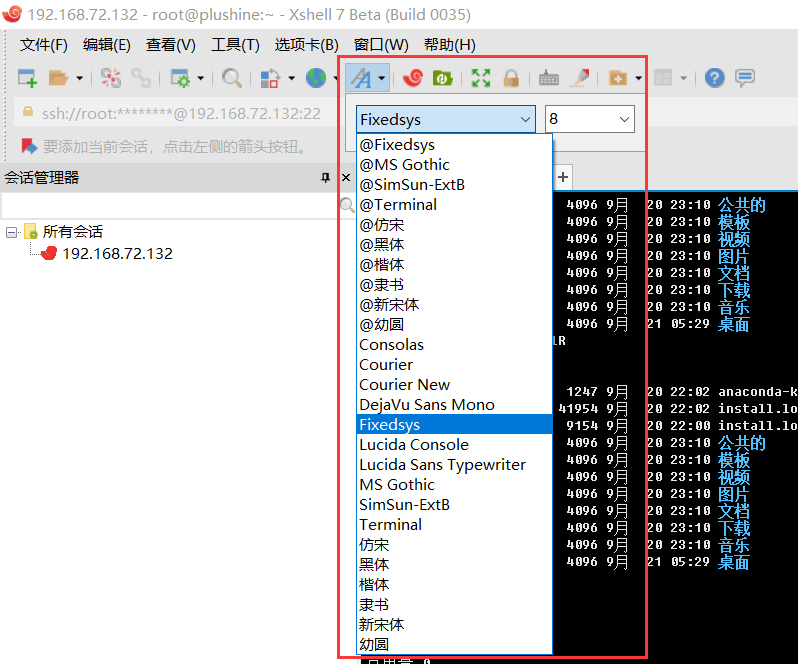 192.168.72.132 - root@plushine:~ - Xshell 7 Beta (Build 0035)
文件(F) 编辑(E) 查看(V) 工具(T) 选项卡(B) 窗口(W) 帮助(H)
ssh://root:********@192.168.72.132:22
要添加当前会话，点击左侧的箭头按钮。
会话管理器
所有会话
192.168.72.132
Fixedsys 8
@Fixedsys
@MS Gothic
@SimSun-ExtB
@Terminal
@仿宋
@黑体
@楷体
@隶书
@新宋体
@幼圆
Consolas
Courier
Courier New
DejaVu Sans Mono
Fixedsys
Lucida Console
Lucida Sans Typewriter
MS Gothic
SimSun-ExtB
Terminal
仿宋
黑体
楷体
隶书
新宋体
幼圆
4096 9月 20 23:10 公共的
4096 9月 20 23:10 模板
4096 9月 20 23:10 视频
4096 9月 20 23:10 图片
4096 9月 20 23:10 文档
4096 9月 20 23:10 下载
4096 9月 20 23:10 音乐
4096 9月 21 05:29 桌面
LR
1247 9月 20 22:02 anaconda-k
41954 9月 20 22:02 install.lo
9154 9月 20 22:00 install.lo
4096 9月 20 23:10 公共的
4096 9月 20 23:10 模板
4096 9月 20 23:10 视频
4096 9月 20 23:10 图片
4096 9月 20 23:10 文档
4096 9月 20 23:10 下载
4096 9月 20 23:10 音乐
4096 9月 21 05:29 桌面